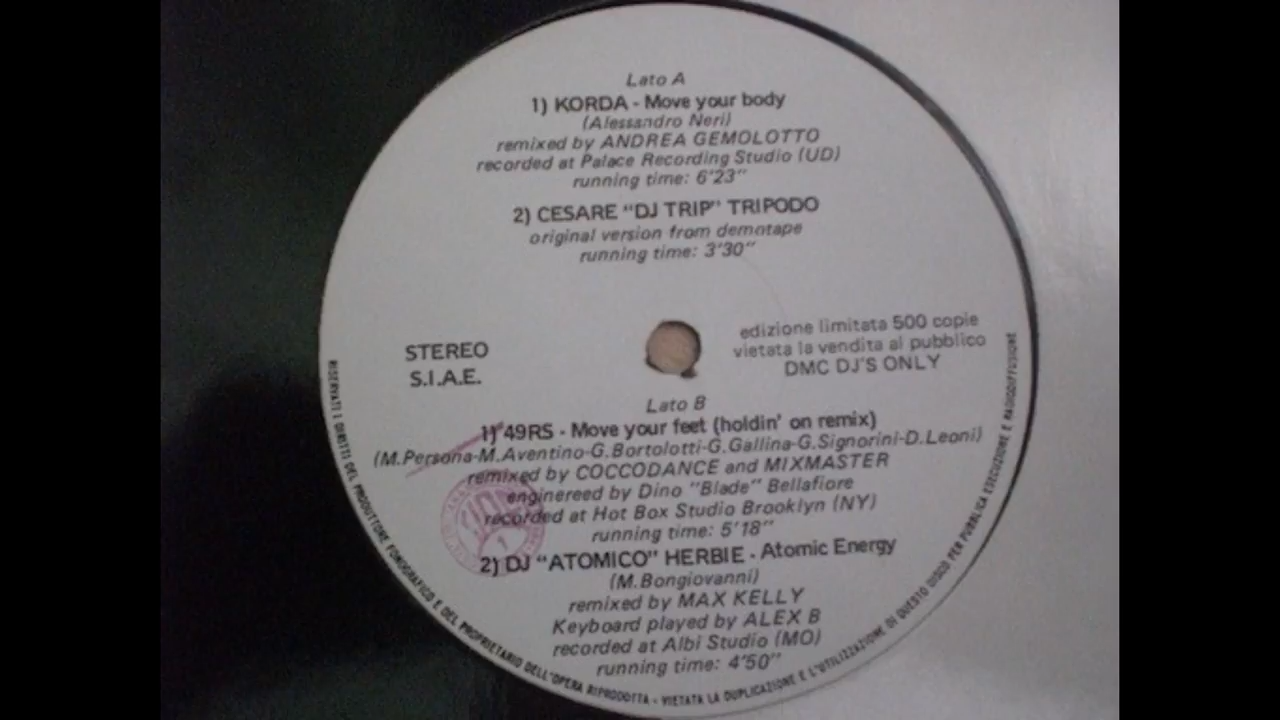 Lato A
1) KORDA - Move your body
(Alessandro Neri)
remixed by ANDREA GEMOLOTTO
recorded at Palace Recording Studio (UD)
running time: 6'23"
2) CESARE "DJ TRIP" TRIPODO
original version from demotape
running time: 3'30"
STEREO
S.I.A.E.
edizione limitata 500 copie
vietata la vendita al pubblico
DMC DJ'S ONLY
Lato B
1) 49RS - Move your feet (holdin' on remix)
(M.Persona-M.Aventino-G.Bortolotti-G.Gallina-G.Signorini-D.Leoni)
remixed by COCCODANCE and MIXMASTER
enginereed by Dino "Blade" Bellafiore
recorded at Hot Box Studio Brooklyn (NY)
running time: 5'18"
2) DJ "ATOMICO" HERBIE - Atomic Energy
(M.Bongiovanni)
remixed by MAX KELLY
Keyboard played by ALEX B
recorded at Albi Studio (MO)
running time: 4'50"
RISERVATI I DIRITTI DEL PRODUTTORE FONOGRAFICO E DEL PROPRIETARIO DELL'OPERA RIPRODOTTA - VIETATA LA DUPLICAZIONE E L'UTILIZZAZIONE DI QUESTO DISCO PER PUBBLICA ESECUZIONE E RADIODIFFUSIONE